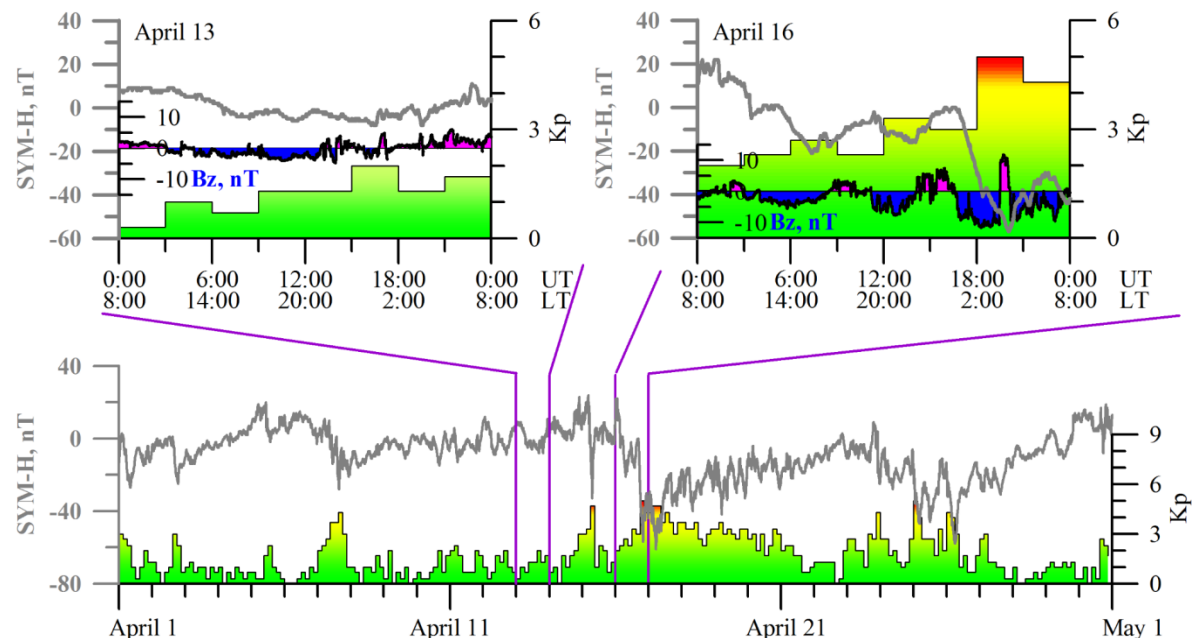 April 13
SYM-H, nT
40
20
0
-20
-40
-60
10
0
-10
Bz, nT
6
3
0
Kp
0:00 6:00 12:00 18:00 0:00 UT
8:00 14:00 20:00 2:00 8:00 LT
April 16
SYM-H, nT
40
20
0
-20
-40
-60
10
0
-10
Bz, nT
6
3
0
Kp
0:00 6:00 12:00 18:00 0:00 UT
8:00 14:00 20:00 2:00 8:00 LT
SYM-H, nT
40
0
-40
-80
9
6
3
0
Kp
April 1 April 11 April 21 May 1